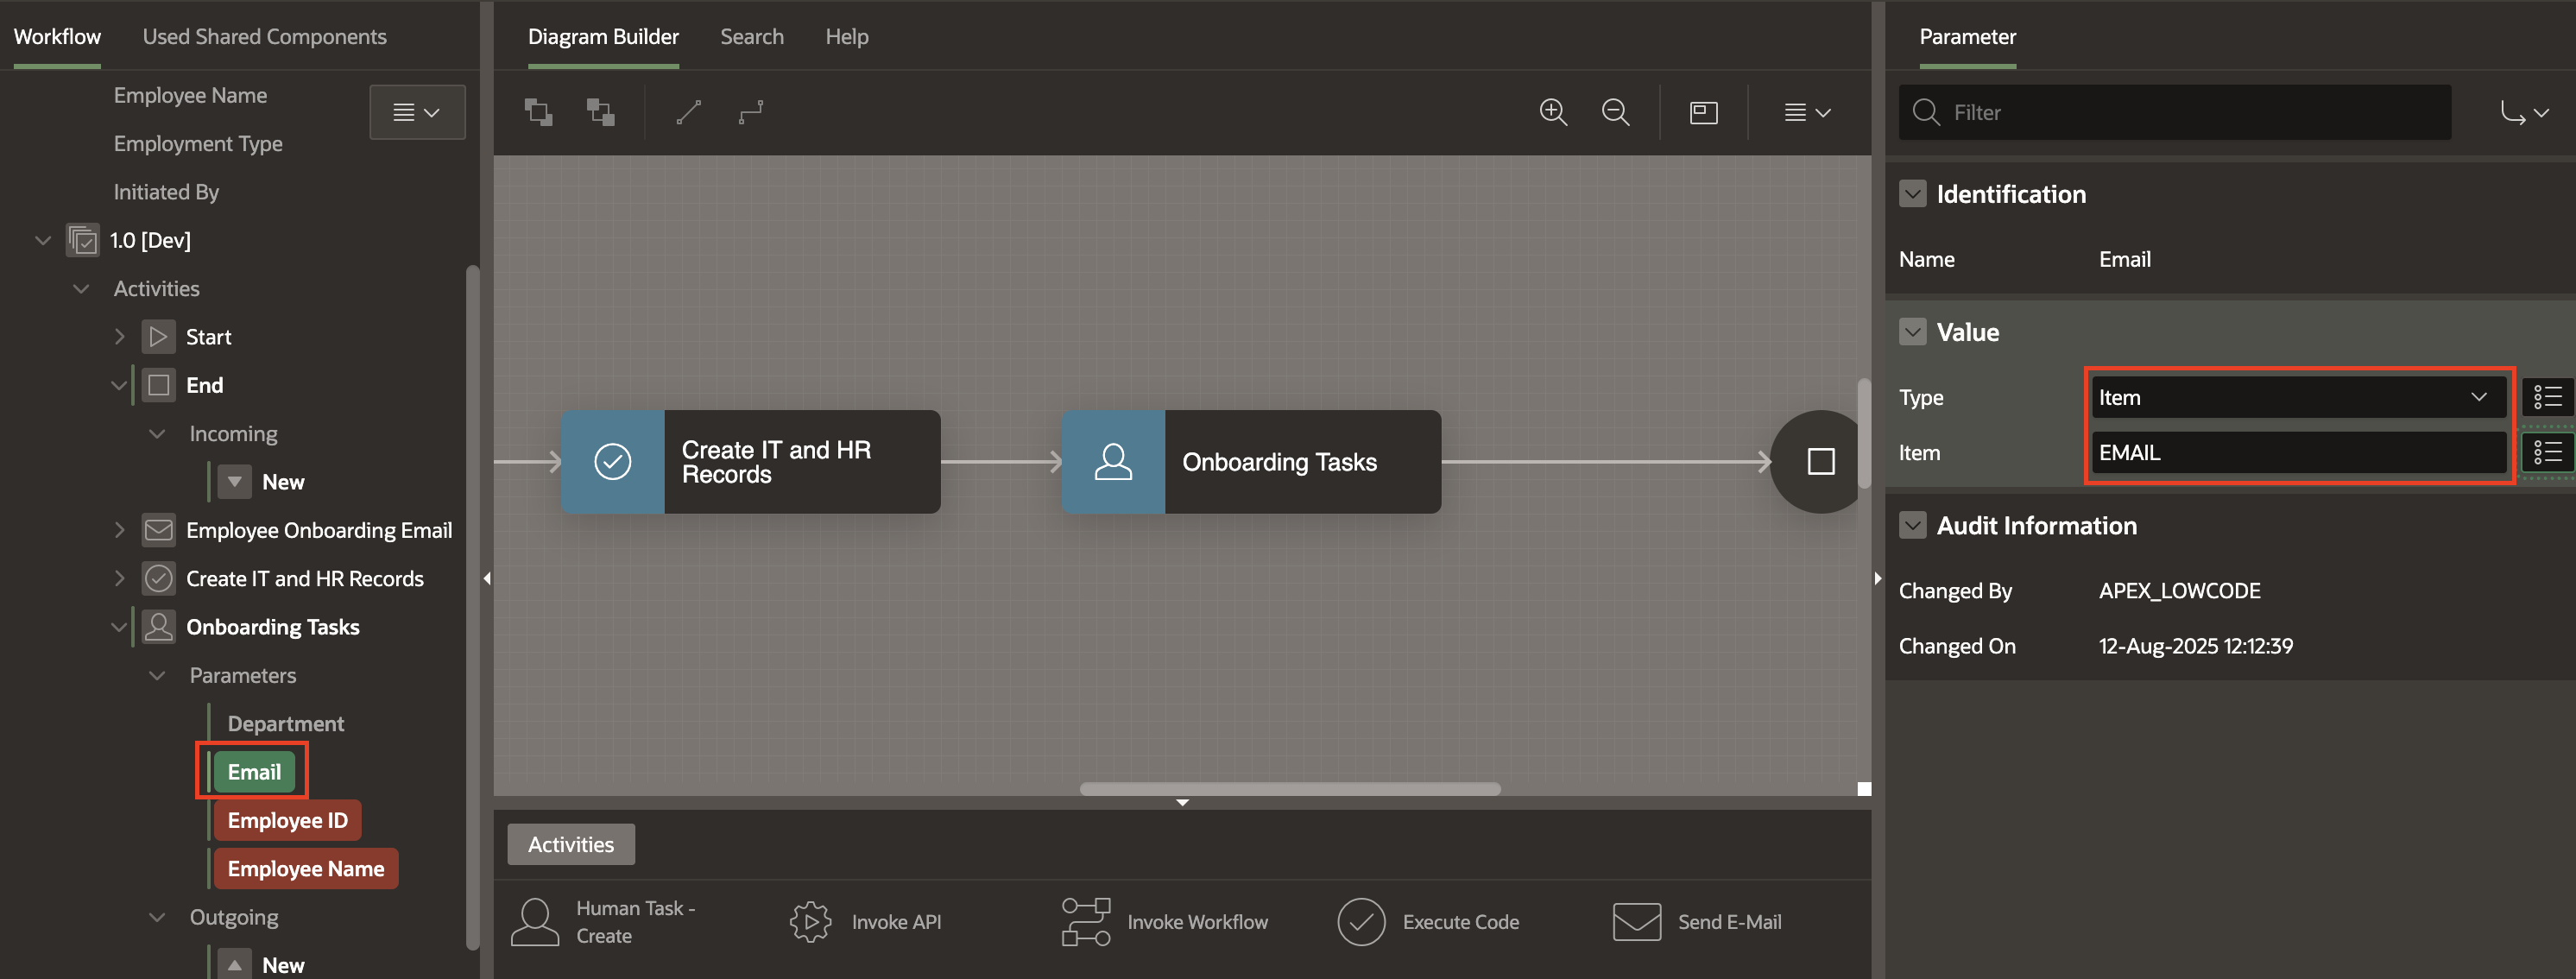 Workflow
Used Shared Components
Employee Name
Employment Type
Initiated By
1.0 [Dev]
Activities
Start
End
Incoming
New
Employee Onboarding Email
Create IT and HR Records
Onboarding Tasks
Parameters
Department
Email
Employee ID
Employee Name
Outgoing
New
Diagram Builder
Search
Help
Create IT and HR
Records
Onboarding Tasks
Activities
Human Task -
Create
Invoke API
Invoke Workflow
Execute Code
Send E-Mail
Parameter
Filter
Identification
Name
Email
Value
Type
Item
Item
EMAIL
Audit Information
Changed By
APEX_LOWCODE
Changed On
12-Aug-2025 12:12:39